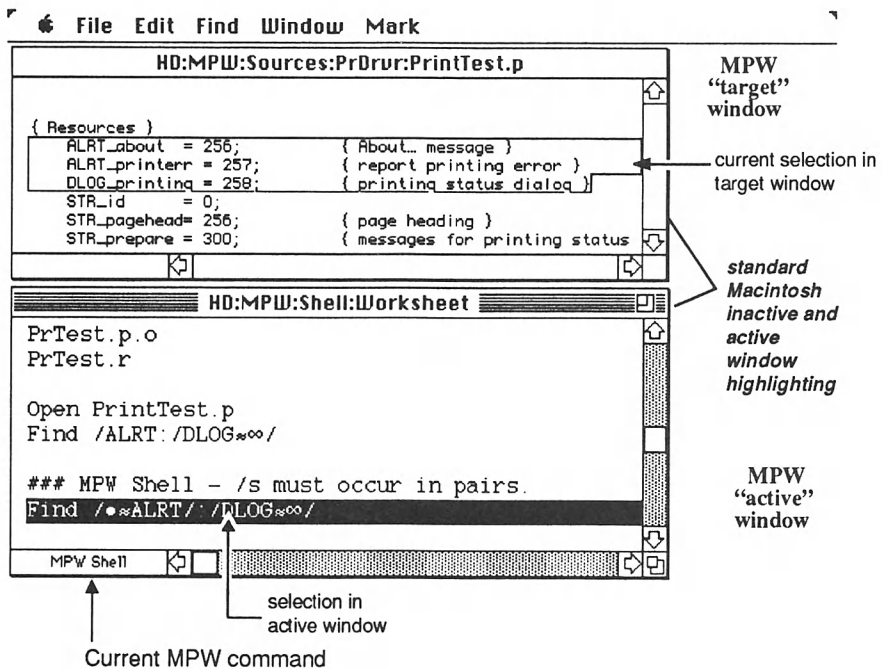 File Edit Find Window Mark
HD:MPW:Sources:PrDrvr:PrintTest.p
MPW
“target”
window
{ Resources }
ALRT_about = 256; { About… message }
ALRT_printerr = 257; { report printing error }
DLOG_printing = 258; { printing status dialog }
STR_id = 0;
STR_pagehead= 256; { page heading }
STR_prepare = 300; { messages for printing status
current selection in
target window
standard
Macintosh
inactive and
active
window
highlighting
HD:MPW:Shell:Worksheet
PrTest.p.o
PrTest.r
Open PrintTest.p
Find /ALRT:/DLOG≈∞/
### MPW Shell – /s must occur in pairs.
Find /•≈ALRT/:/DLOG≈∞/
MPW
“active”
window
MPW Shell
selection in
active window
Current MPW command